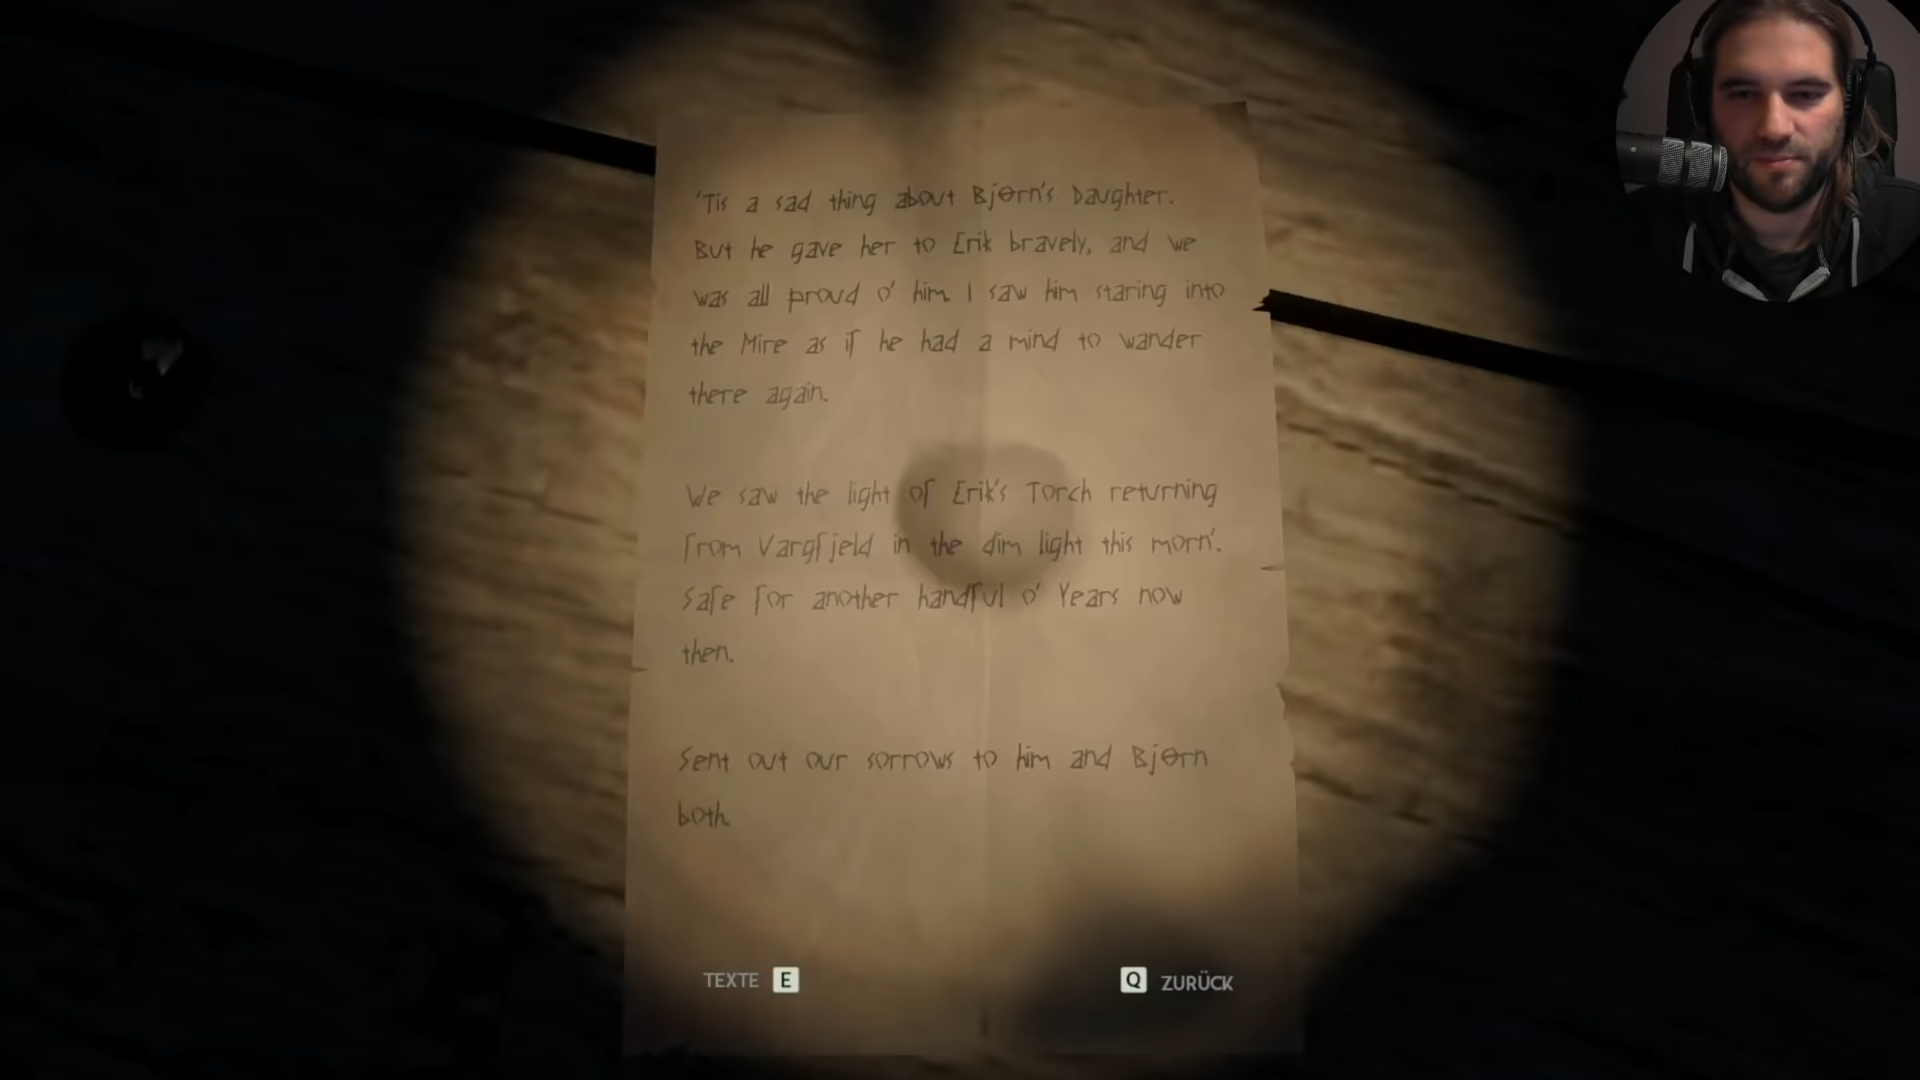 'Tis a sad thing about Bjørn's Daughter.
But he gave her to Erik bravely, and we
was all proud o' him. I saw him staring into
the Mire as if he had a mind to wander
there again.
We saw the light of Erik's Torch returning
from Vargfjeld in the dim light this morn'.
Safe for another handful o' Years now
then.
Sent out our sorrows to him and Bjørn
both.
TEXTE E
Q ZURÜCK